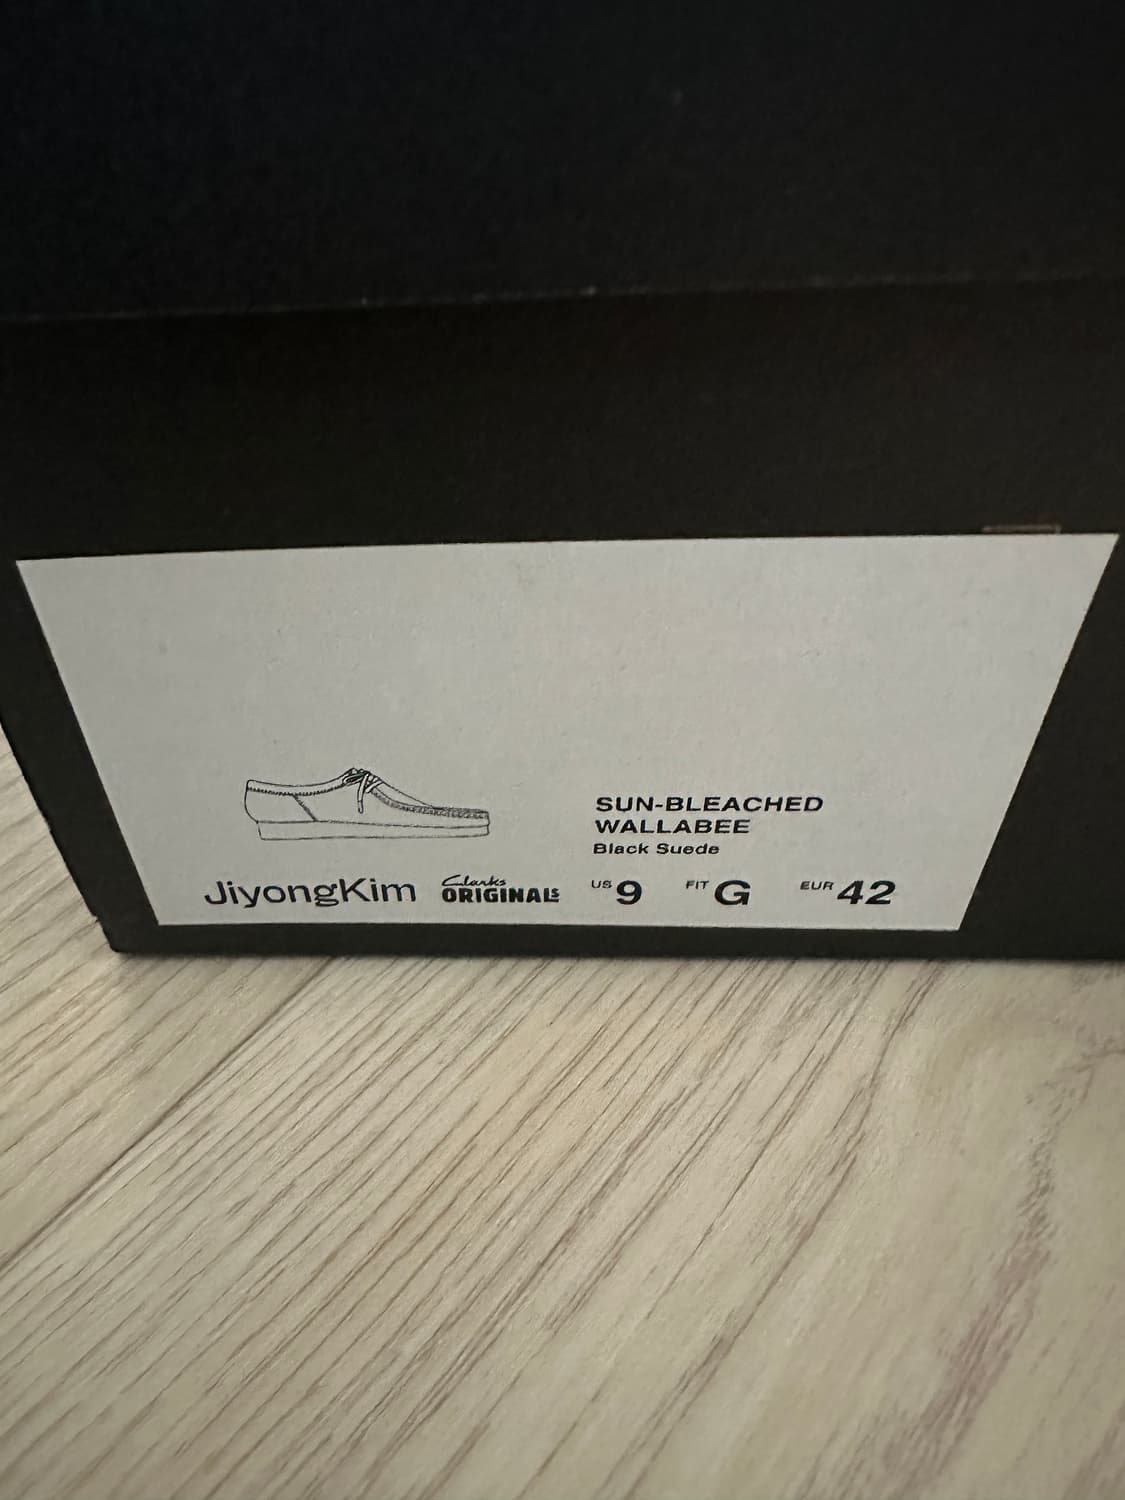 SUN-BLEACHED
WALLABEE
Black Suede
JiyongKim Clarks ORIGINALS US 9 FIT G EUR 42